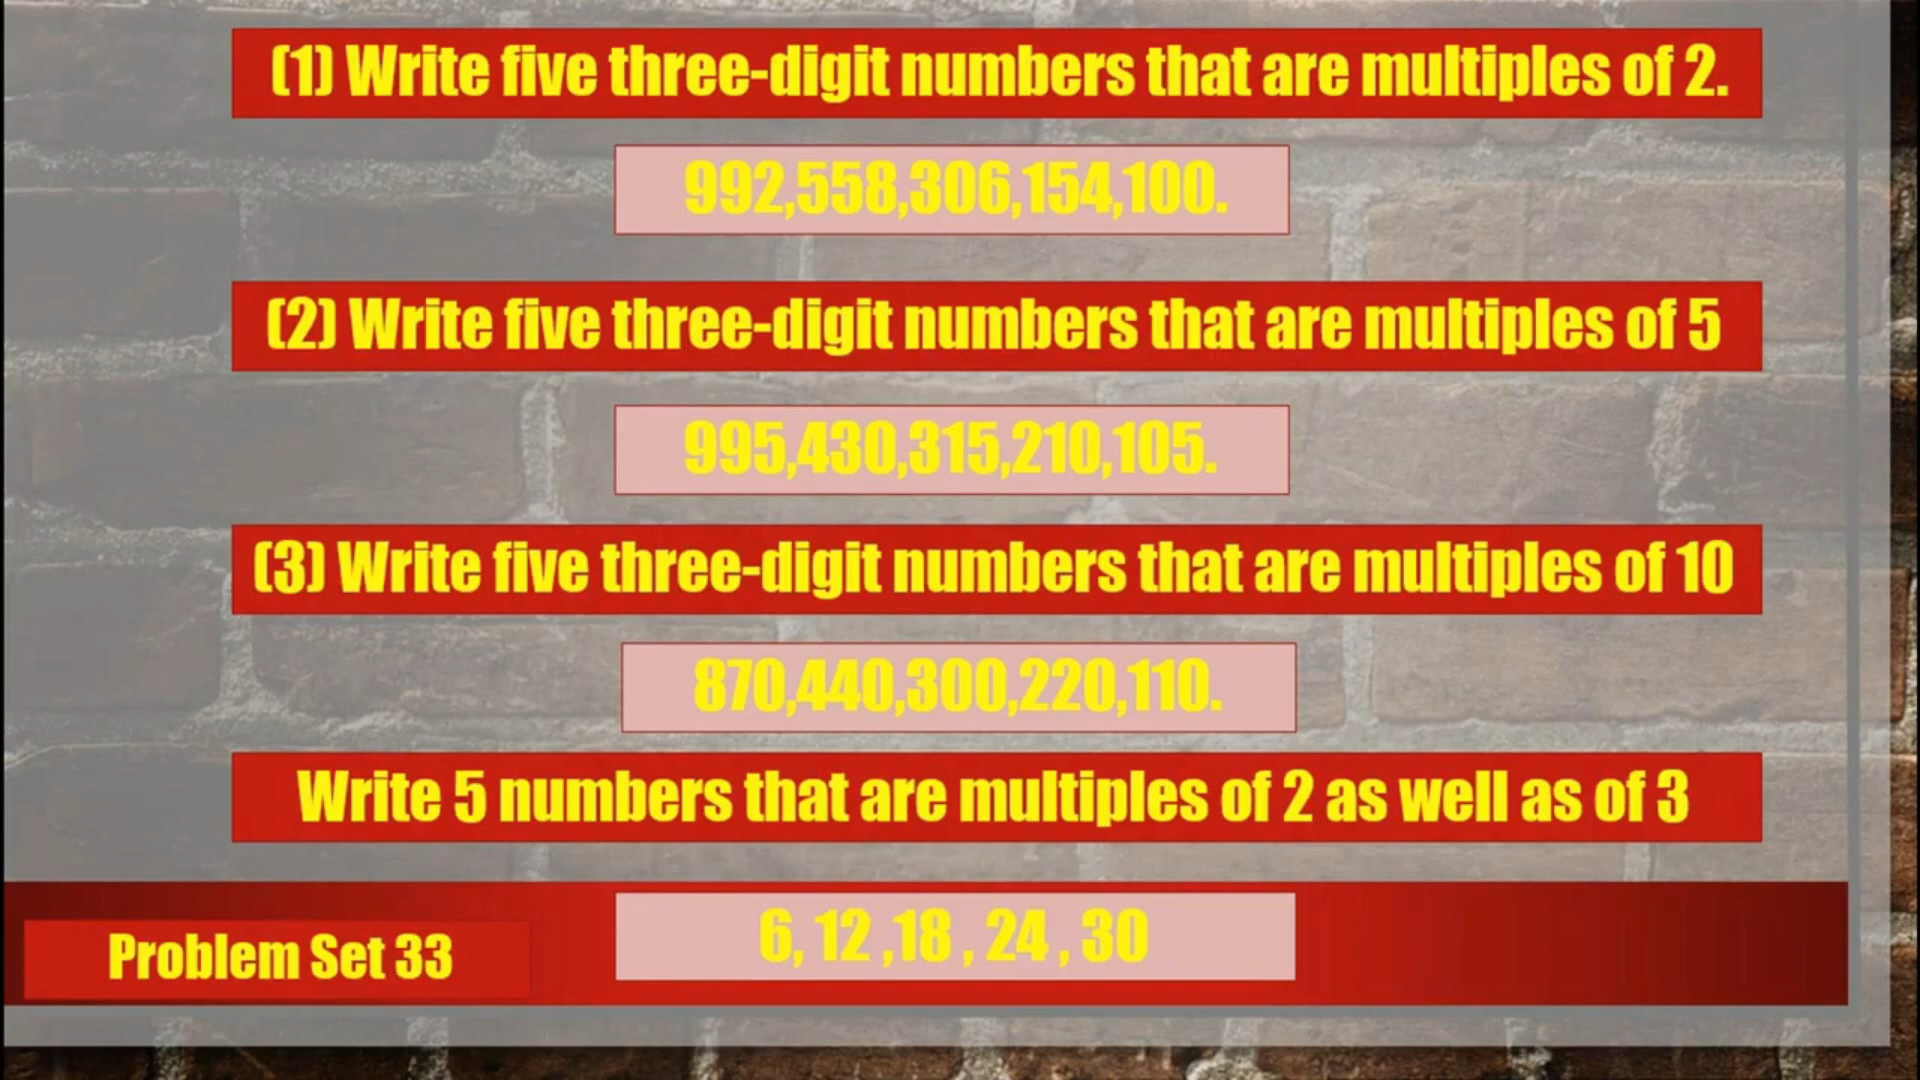 (1) Write five three-digit numbers that are multiples of 2.
992,558,306,154,100.
(2) Write five three-digit numbers that are multiples of 5
995,430,315,210,105.
(3) Write five three-digit numbers that are multiples of 10
870,440,300,220,110.
Write 5 numbers that are multiples of 2 as well as of 3
6, 12 ,18 , 24 , 30
Problem Set 33